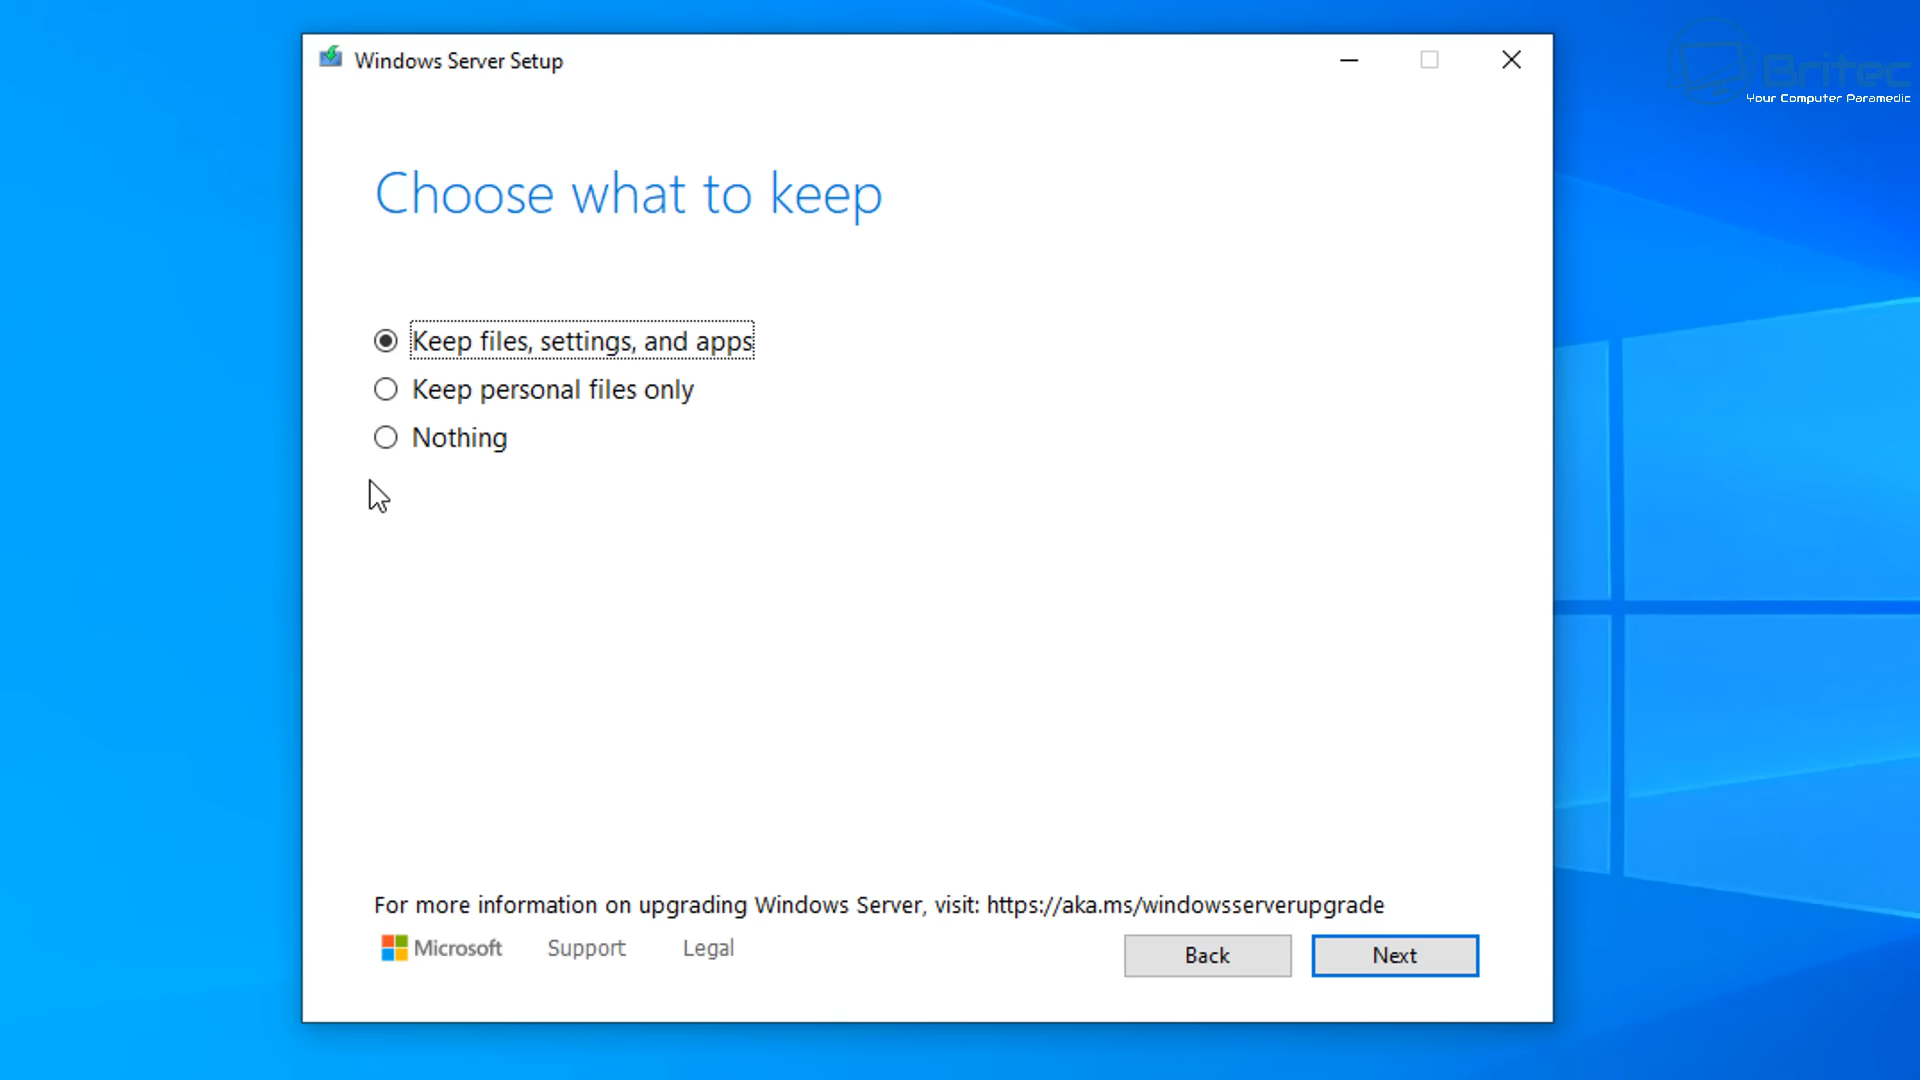 Windows Server Setup
Britec
Your Computer Paramedic
Choose what to keep
Keep files, settings, and apps
Keep personal files only
Nothing
For more information on upgrading Windows Server, visit: https://aka.ms/windowsserverupgrade
Microsoft Support Legal
Back Next